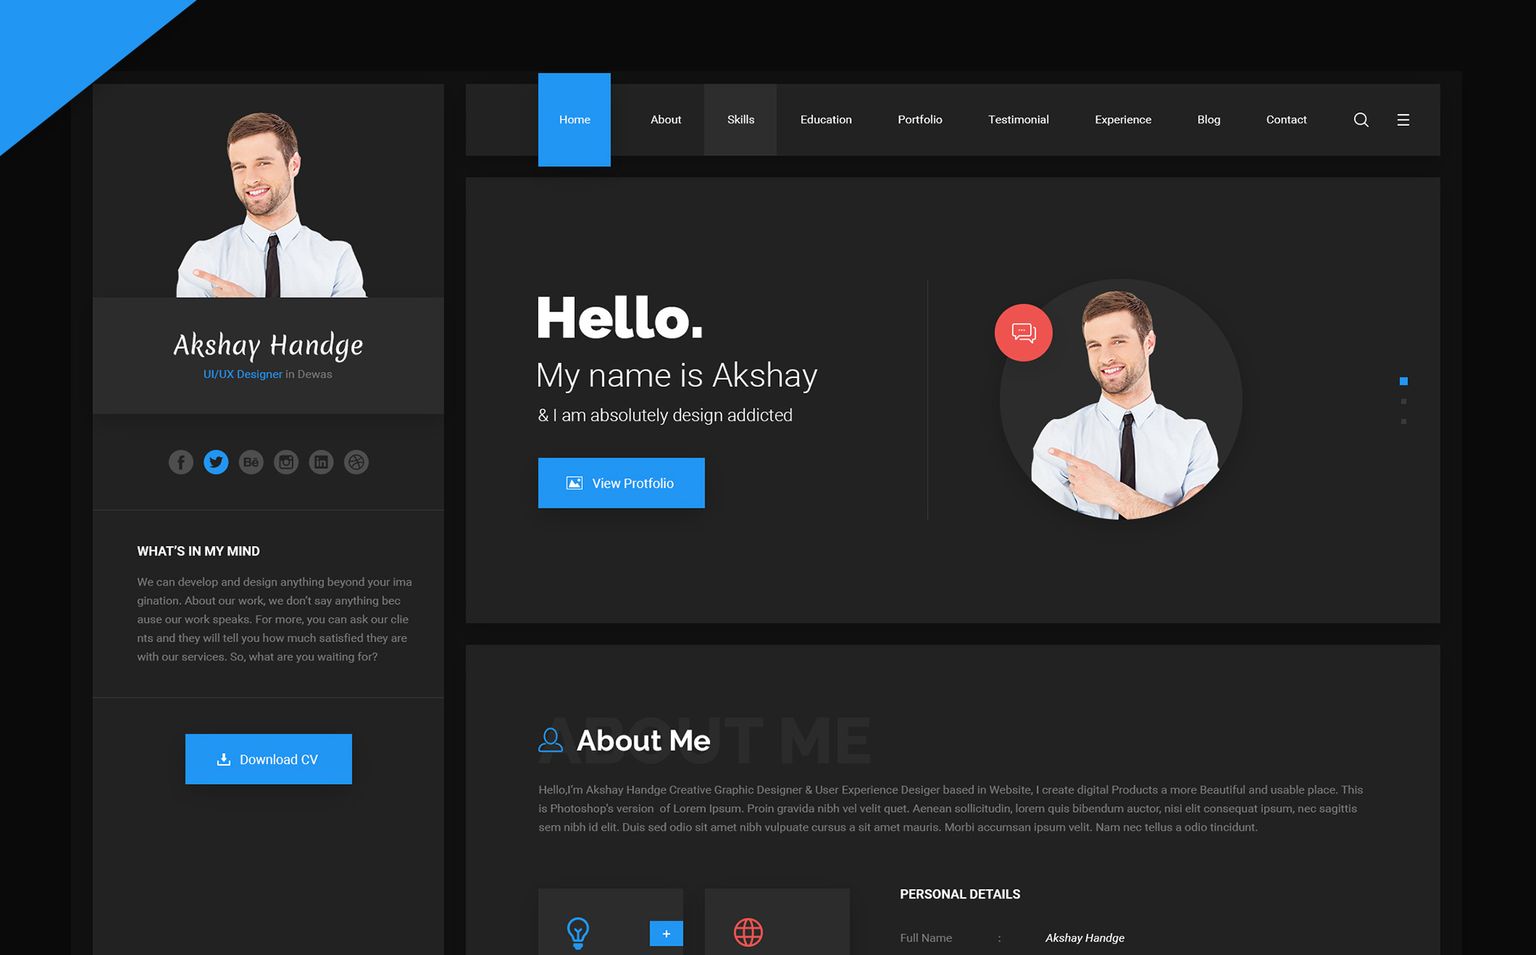 Home
About
Skills
Education
Portfolio
Testimonial
Experience
Blog
Contact
Akshay Handge
UI/UX Designer in Dewas
Bē
WHAT'S IN MY MIND
We can develop and design anything beyond your ima
gination. About our work, we don't say anything bec
ause our work speaks. For more, you can ask our clie
nts and they will tell you how much satisfied they are
with our services. So, what are you waiting for?
Download CV
Hello.
My name is Akshay
& I am absolutely design addicted
View Protfolio
ABOUT ME
About Me
Hello,I'm Akshay Handge Creative Graphic Designer & User Experience Desiger based in Website, I create digital Products a more Beautiful and usable place. This
is Photoshop's version of Lorem Ipsum. Proin gravida nibh vel velit quet. Aenean sollicitudin, lorem quis bibendum auctor, nisi elit consequat ipsum, nec sagittis
sem nibh id elit. Duis sed odio sit amet nibh vulpuate cursus a sit amet mauris. Morbi accumsan ipsum velit. Nam nec tellus a odio tincidunt.
+
PERSONAL DETAILS
Full Name : Akshay Handge